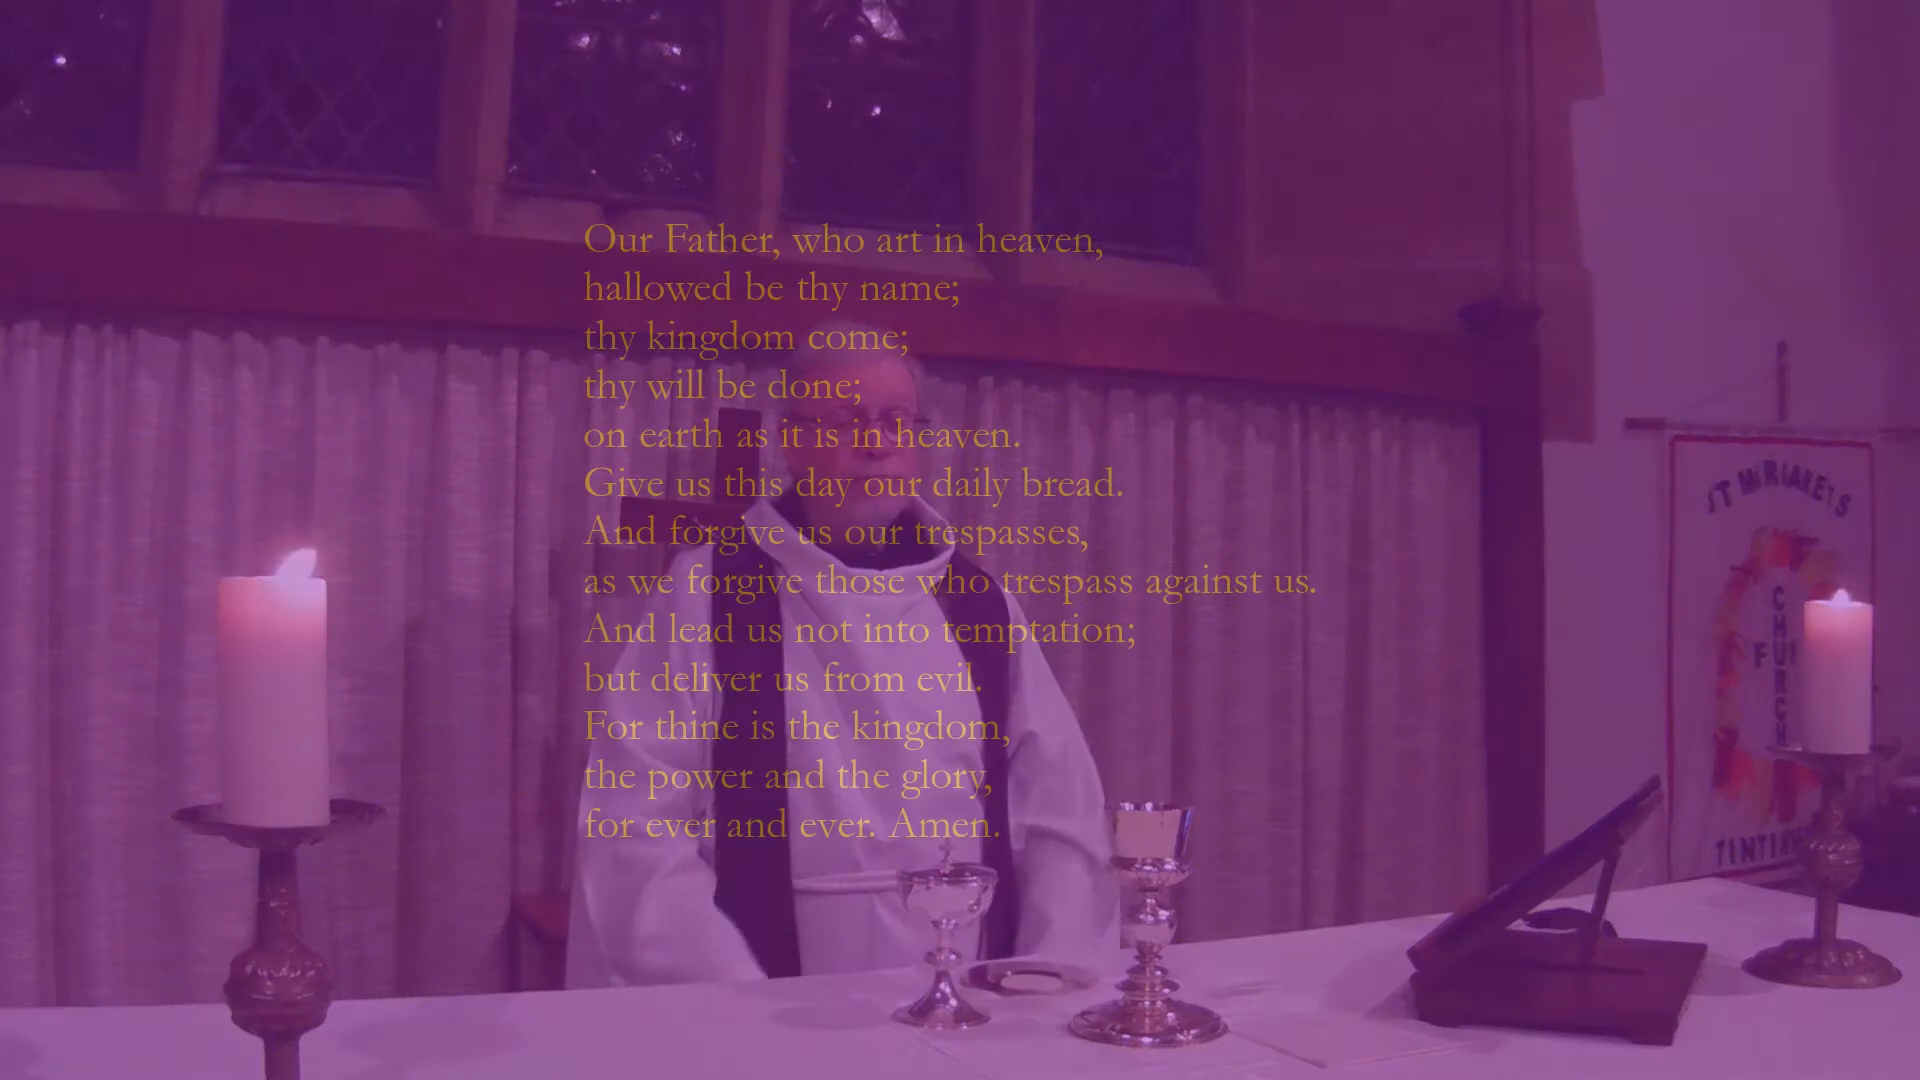 Our Father, who art in heaven,
hallowed be thy name;
thy kingdom come;
thy will be done;
on earth as it is in heaven.
Give us this day our daily bread.
And forgive us our trespasses,
as we forgive those who trespass against us.
And lead us not into temptation;
but deliver us from evil.
For thine is the kingdom,
the power and the glory,
for ever and ever. Amen.
ST MARGARETS
CHURCH